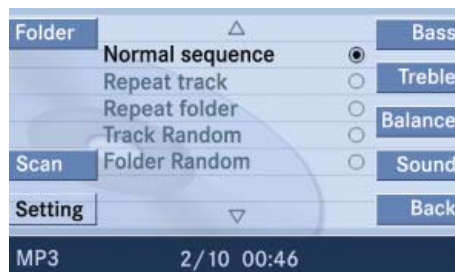 Folder
Bass
Normal sequence
Repeat track
Treble
Repeat folder
Balance
Track Random
Scan
Folder Random
Sound
Setting
Back
MP3 2/10 00:46